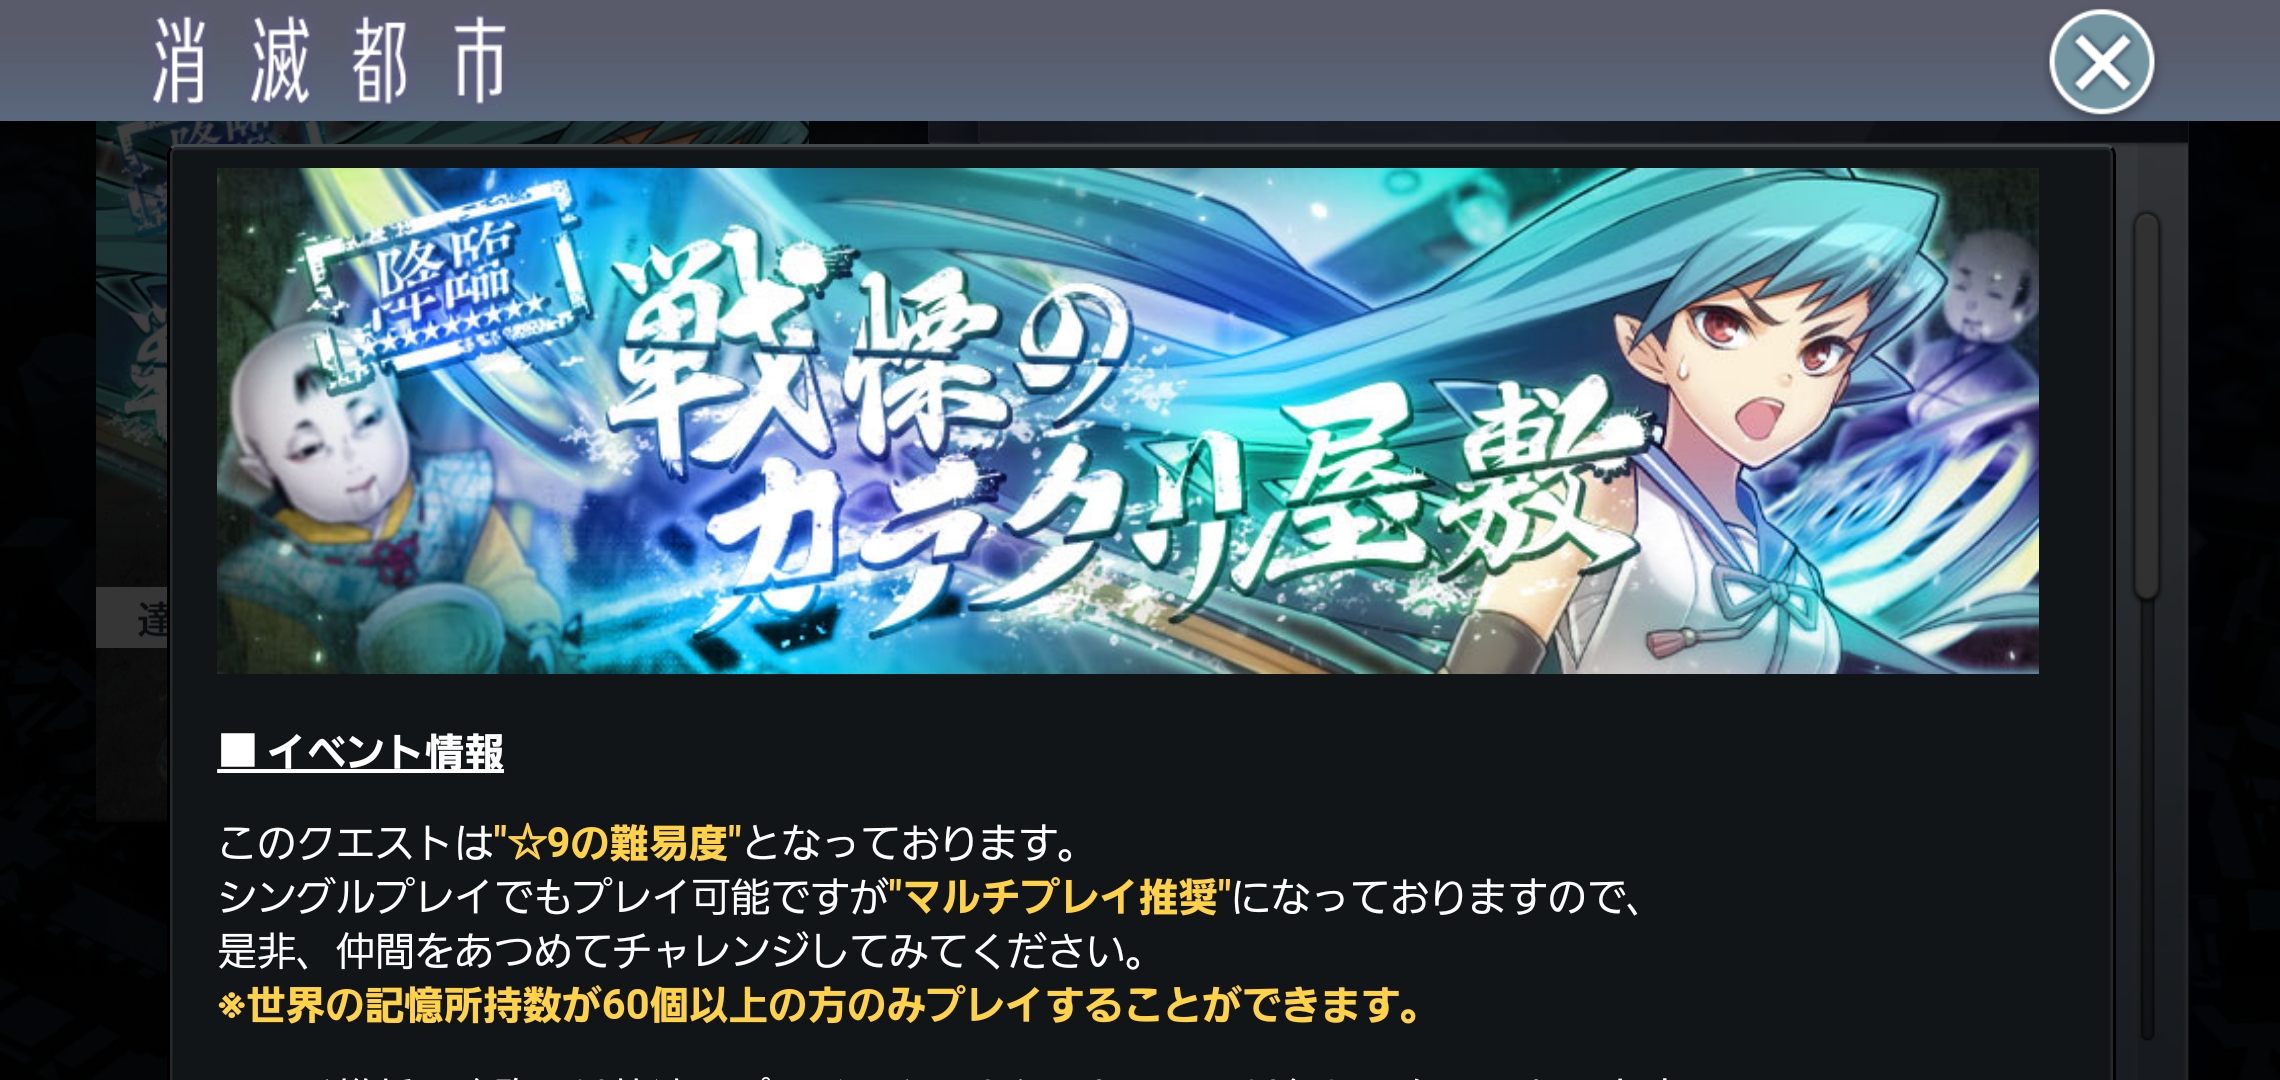 消滅都市
降臨
★★★★★★★★★
戦慄の
カラクリ屋敷
達
■ イベント情報
このクエストは"☆9の難易度"となっております。
シングルプレイでもプレイ可能ですが"マルチプレイ推奨"になっておりますので、
是非、仲間をあつめてチャレンジしてみてください。
※世界の記憶所持数が60個以上の方のみプレイすることができます。